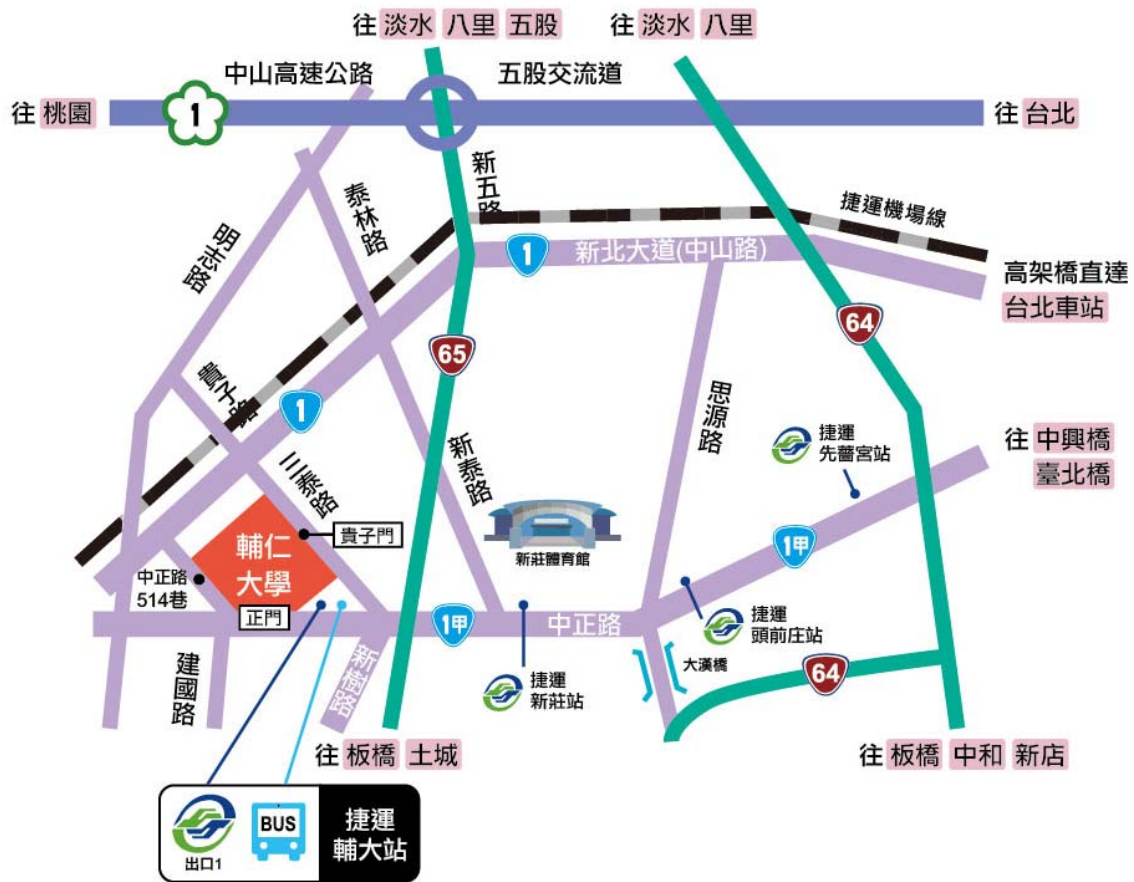 往 淡水 八里 五股
往 淡水 八里
中山高速公路
五股交流道
往 桃園
1
往 台北
新五路
泰林路
明志路
捷運機場線
1
新北大道(中山路)
高架橋直達
台北車站
64
65
貴子路
1
思源路
捷運
先嗇宮站
往 中興橋
臺北橋
新泰路
三泰路
貴子門
新莊體育館
輔仁
大學
1甲
中正路
514巷
正門
1甲
中正路
捷運
頭前庄站
建國路
新樹路
捷運
新莊站
大漢橋
64
往 板橋 土城
往 板橋 中和 新店
BUS
出口1
捷運
輔大站